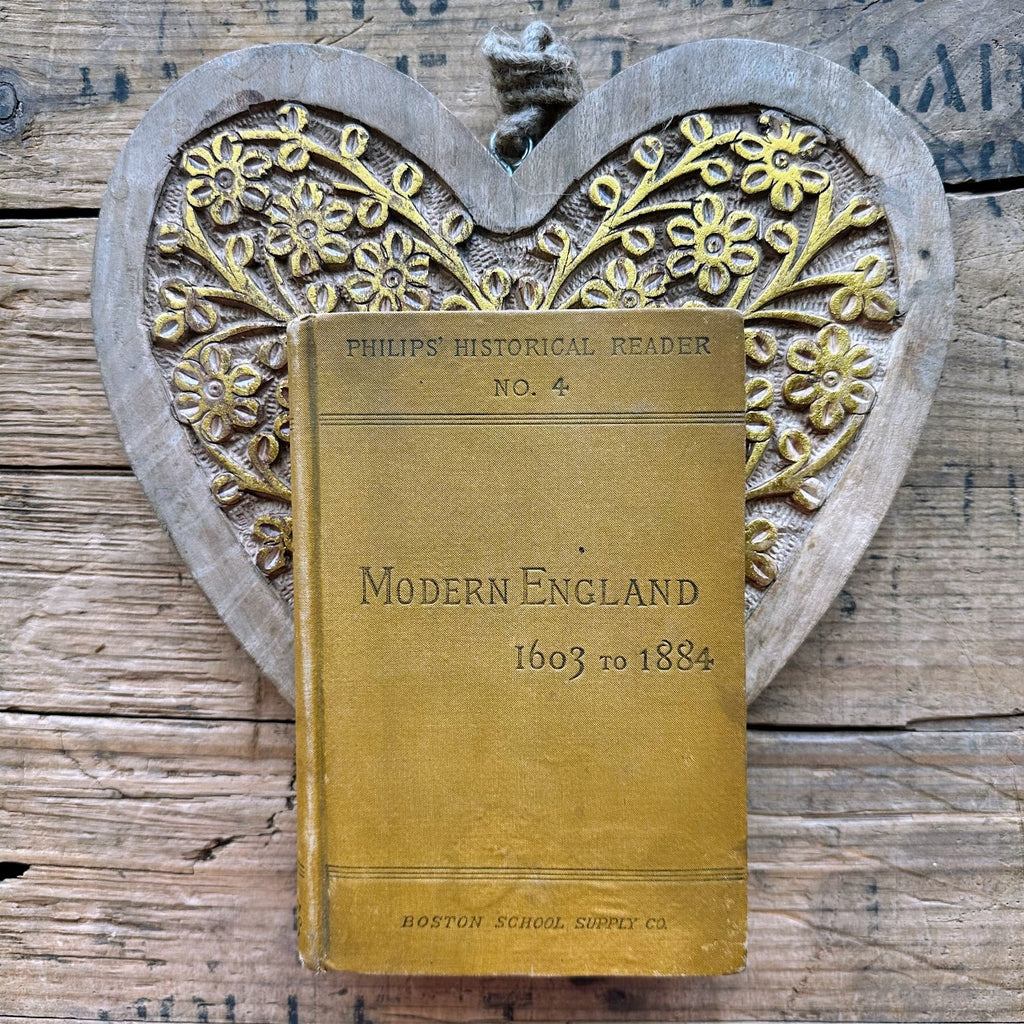 PHILIPS' HISTORICAL READER
NO. 4
MODERN ENGLAND
1603 TO 1884
BOSTON SCHOOL SUPPLY CO.